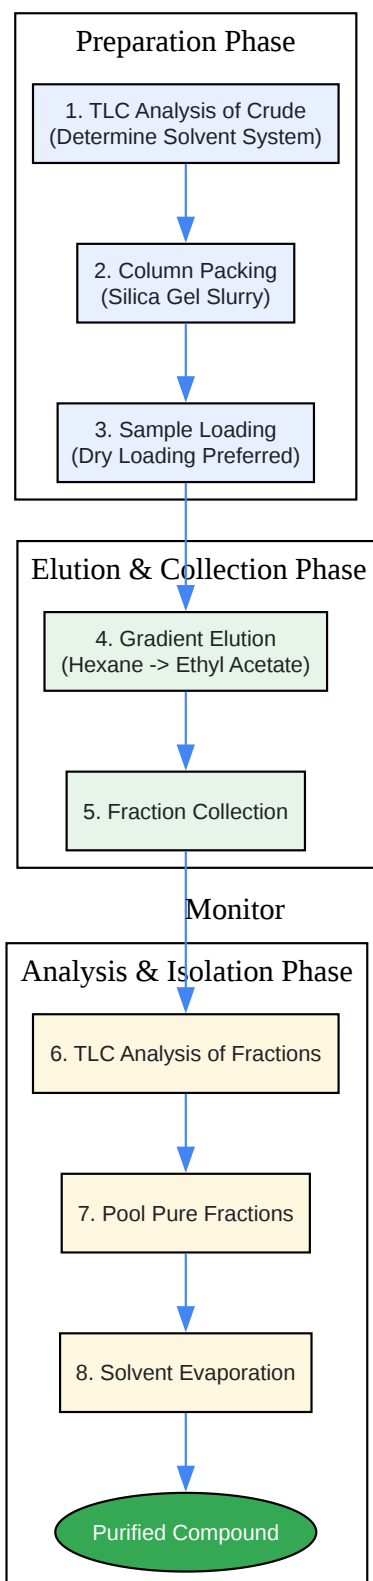 Preparation Phase
1. TLC Analysis of Crude
(Determine Solvent System)
2. Column Packing
(Silica Gel Slurry)
3. Sample Loading
(Dry Loading Preferred)
Elution & Collection Phase
4. Gradient Elution
(Hexane -> Ethyl Acetate)
5. Fraction Collection
Monitor
Analysis & Isolation Phase
6. TLC Analysis of Fractions
7. Pool Pure Fractions
8. Solvent Evaporation
Purified Compound